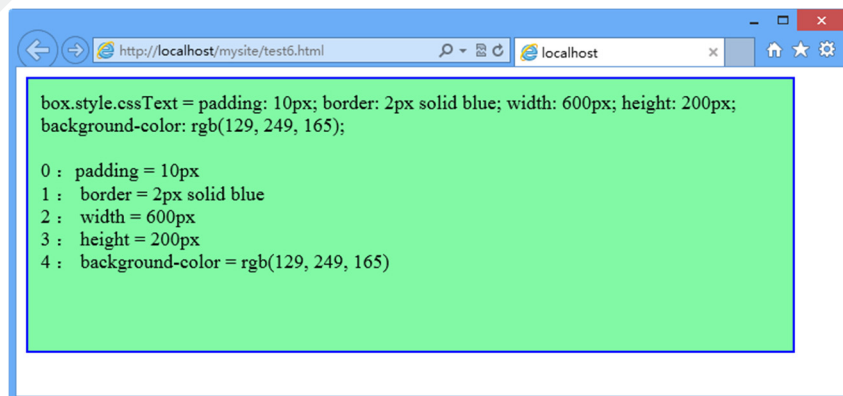 http://localhost/mysite/test6.html
localhost
box.style.cssText = padding: 10px; border: 2px solid blue; width: 600px; height: 200px;
background-color: rgb(129, 249, 165);
0 ：padding = 10px
1 ： border = 2px solid blue
2 ： width = 600px
3 ： height = 200px
4 ： background-color = rgb(129, 249, 165)